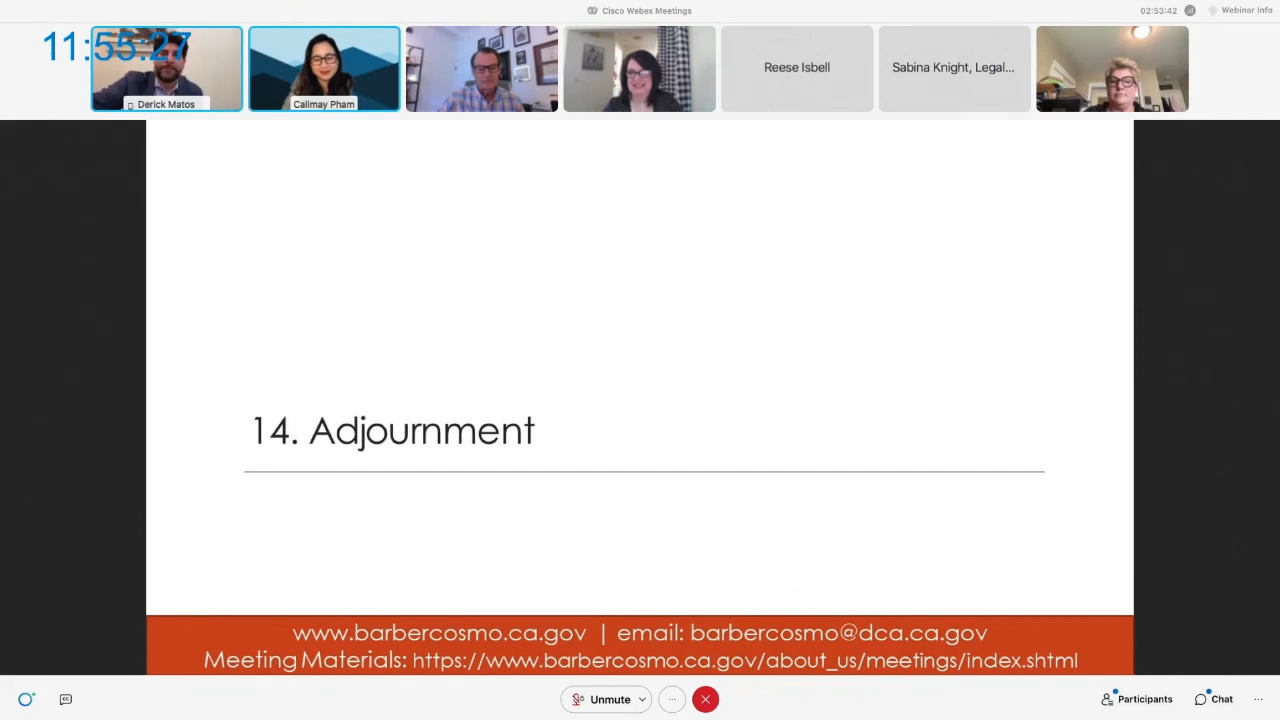 Cisco Webex Meetings
02:53:42
Webinar Info
11:55:27
Derick Matos
Calimay Pham
Reese Isbell
Sabina Knight, Legal...
14. Adjournment
www.barbercosmo.ca.gov | email: barbercosmo@dca.ca.gov
Meeting Materials: https://www.barbercosmo.ca.gov/about_us/meetings/index.shtml
Unmute
Participants
Chat